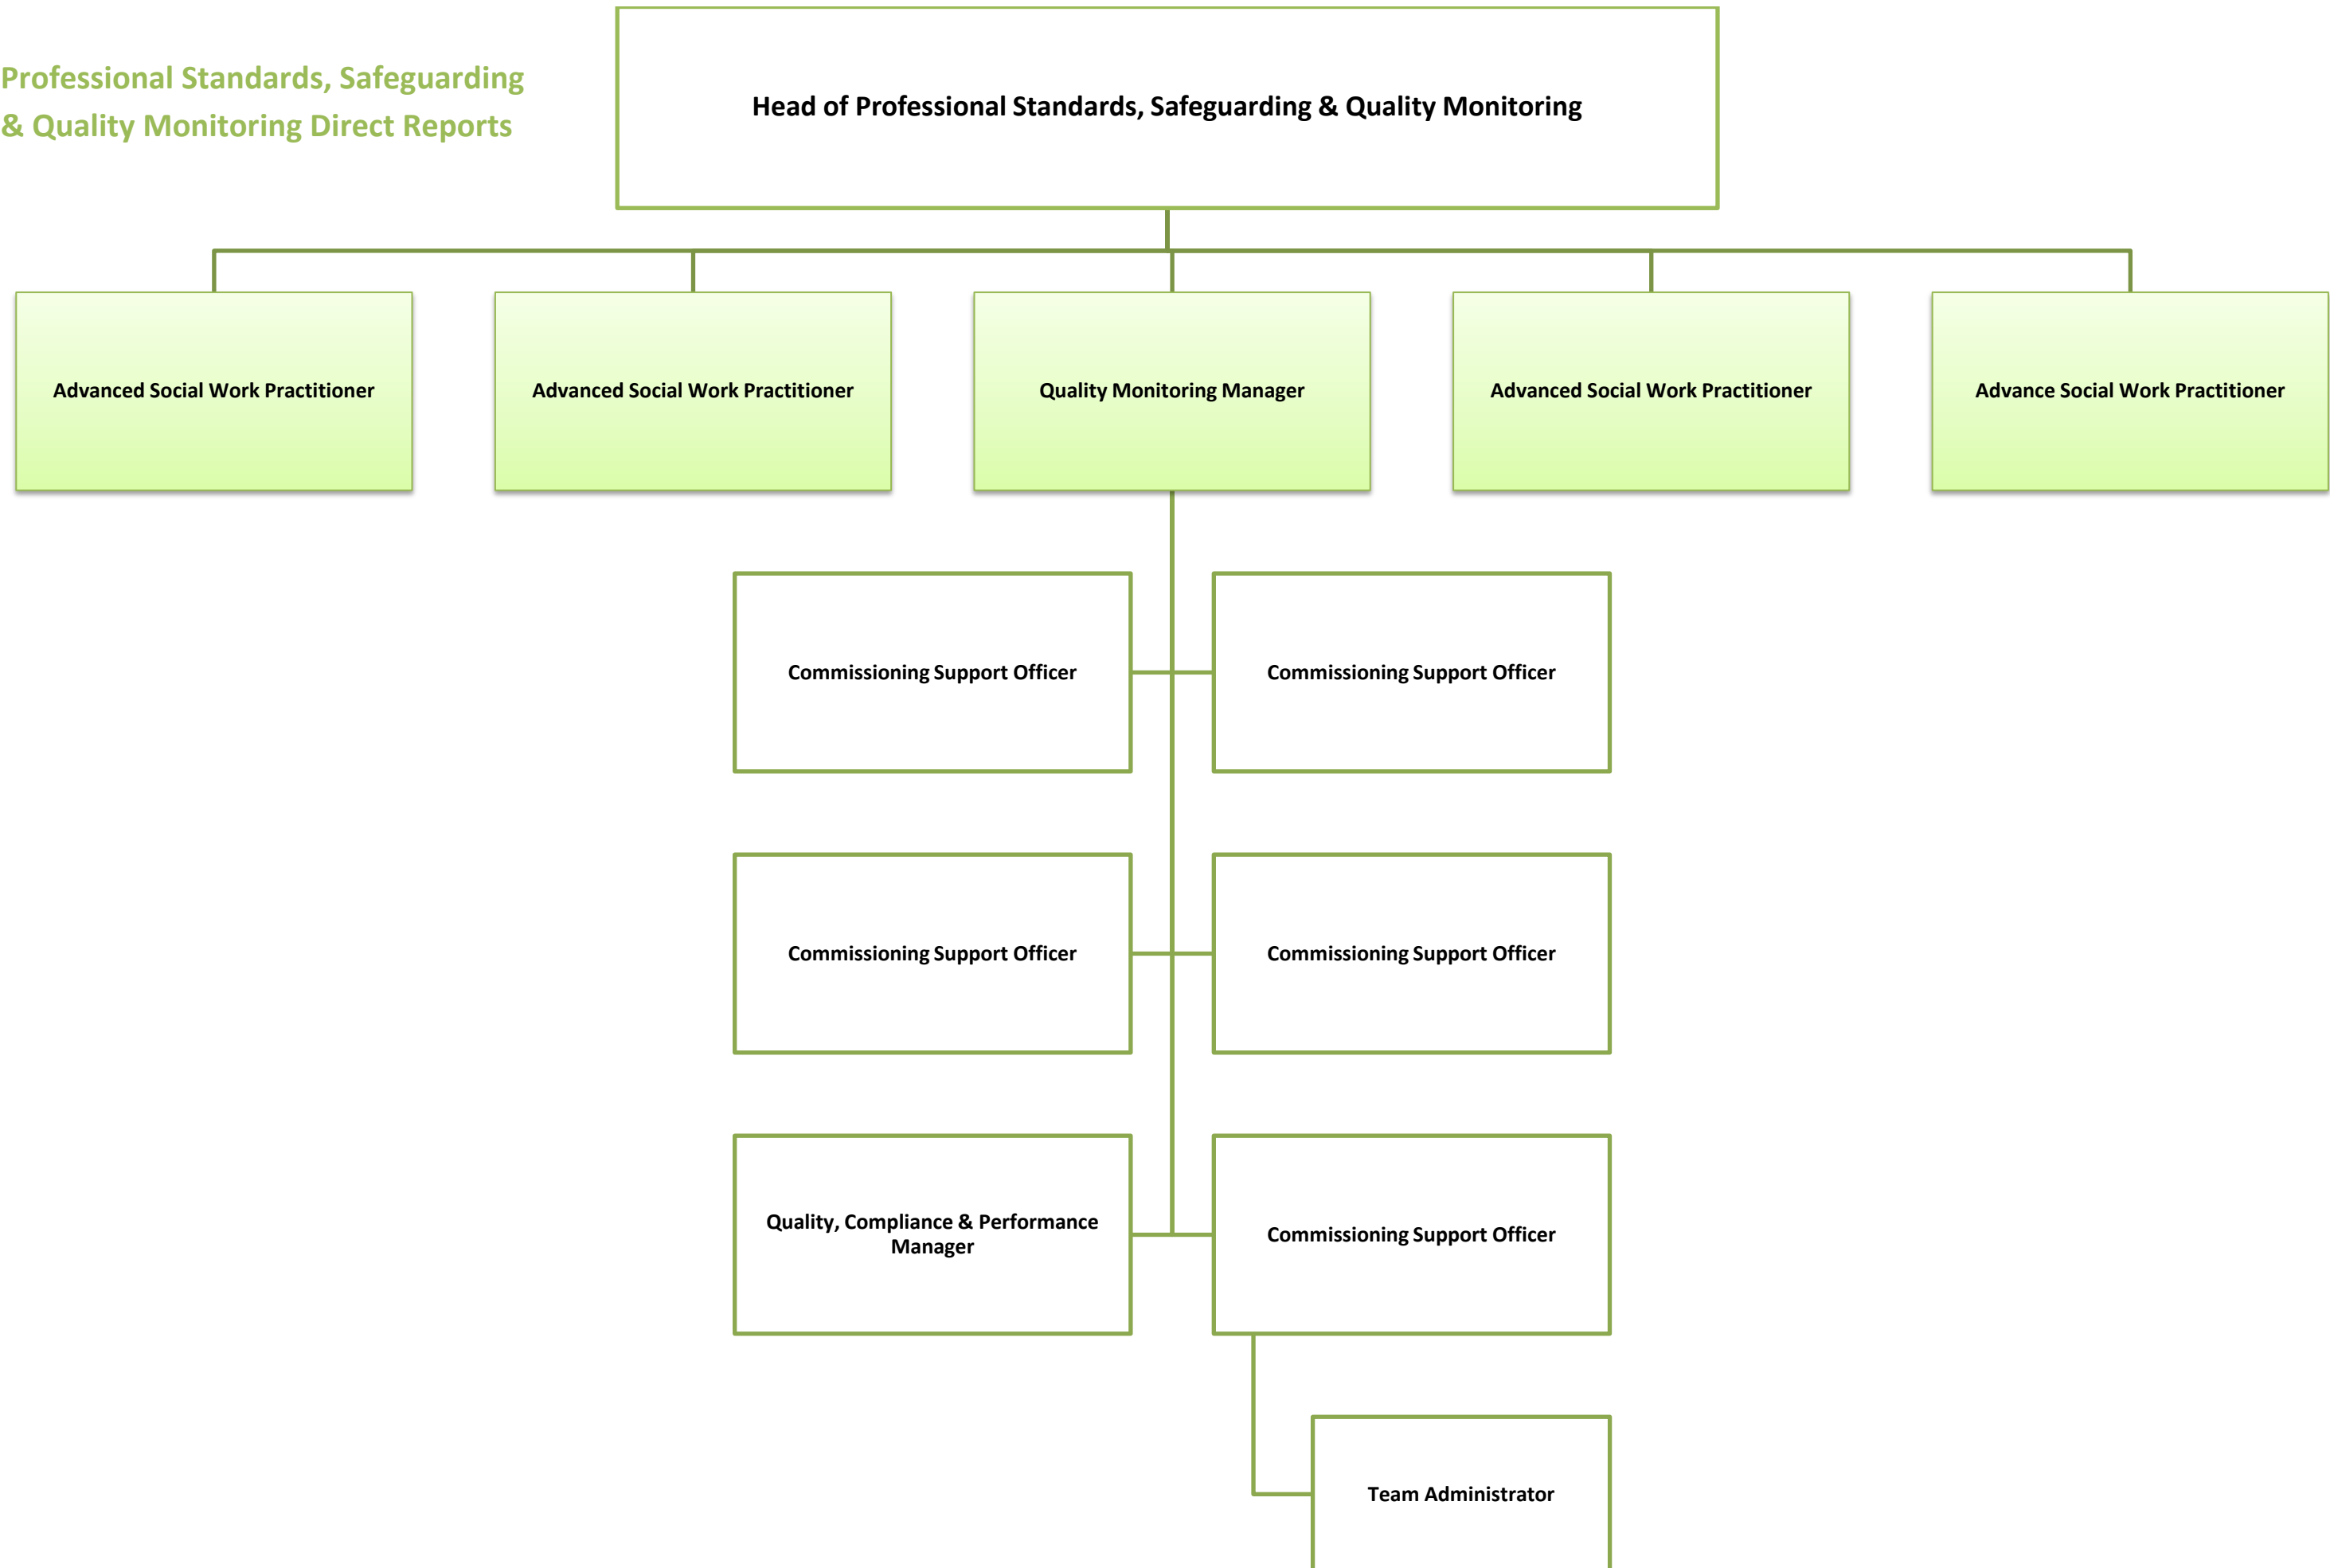 Professional Standards, Safeguarding
& Quality Monitoring Direct Reports
Head of Professional Standards, Safeguarding & Quality Monitoring
Advanced Social Work Practitioner
Advanced Social Work Practitioner
Quality Monitoring Manager
Advanced Social Work Practitioner
Advance Social Work Practitioner
Commissioning Support Officer
Commissioning Support Officer
Commissioning Support Officer
Commissioning Support Officer
Quality, Compliance & Performance
Manager
Commissioning Support Officer
Team Administrator